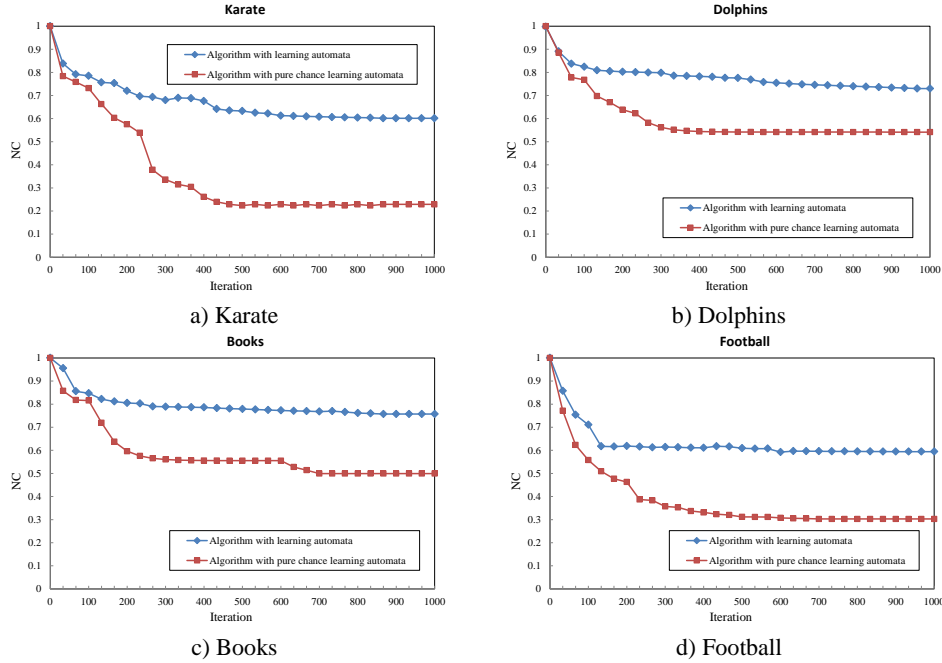 Karate
1
0.9
0.8
0.7
0.6
0.5
0.4
0.3
0.2
0.1
0
NC
Algorithm with learning automata
Algorithm with pure chance learning automata
0 100 200 300 400 500 600 700 800 900 1000
Iteration
a) Karate
Dolphins
1
0.9
0.8
0.7
0.6
0.5
0.4
0.3
0.2
0.1
0
NC
Algorithm with learning automata
Algorithm with pure chance learning automata
0 100 200 300 400 500 600 700 800 900 1000
Iteration
b) Dolphins
Books
1
0.9
0.8
0.7
0.6
0.5
0.4
0.3
0.2
0.1
0
NC
Algorithm with learning automata
Algorithm with pure chance learning automata
0 100 200 300 400 500 600 700 800 900 1000
Iteration
c) Books
Football
1
0.9
0.8
0.7
0.6
0.5
0.4
0.3
0.2
0.1
0
NC
Algorithm with learning automata
Algorithm with pure chance learning automata
0 100 200 300 400 500 600 700 800 900 1000
Iteration
d) Football